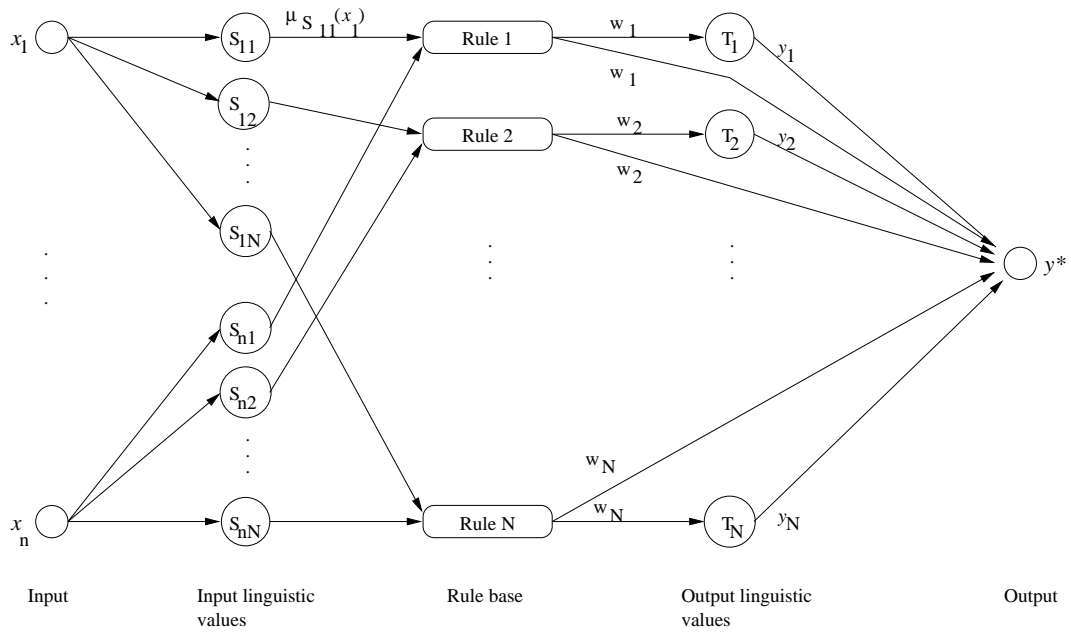 x1 S11 μS11(x1) Rule 1 w1 T1 y1
w1
S12 Rule 2 w2 T2 y2
w2
S1N
y*
Sn1
Sn2
wN
xn SnN Rule N wN TN yN
Input Input linguistic values Rule base Output linguistic values Output